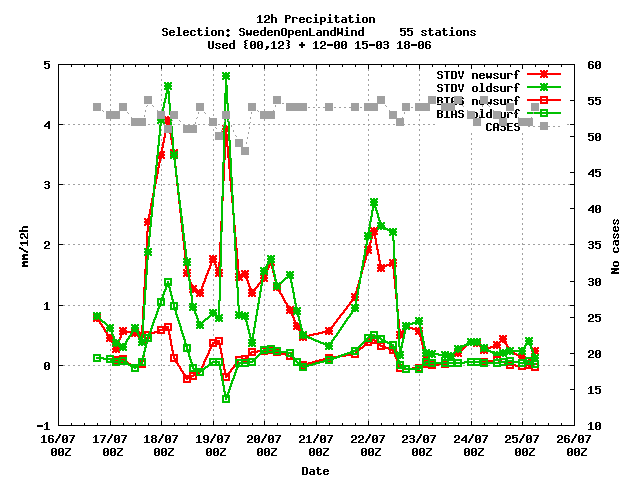 12h Precipitation
Selection: SwedenOpenLandWind 55 stations
Used {00,12} + 12-00 15-03 18-06
5
4
3
2
1
0
-1
mm/12h
60
55
50
45
40
35
30
25
20
15
10
No cases
STDV newsurf
STDV oldsurf
BIAS newsurf
BIAS oldsurf
CASES
16/07 17/07 18/07 19/07 20/07 21/07 22/07 23/07 24/07 25/07 26/07
00Z 00Z 00Z 00Z 00Z 00Z 00Z 00Z 00Z 00Z 00Z
Date